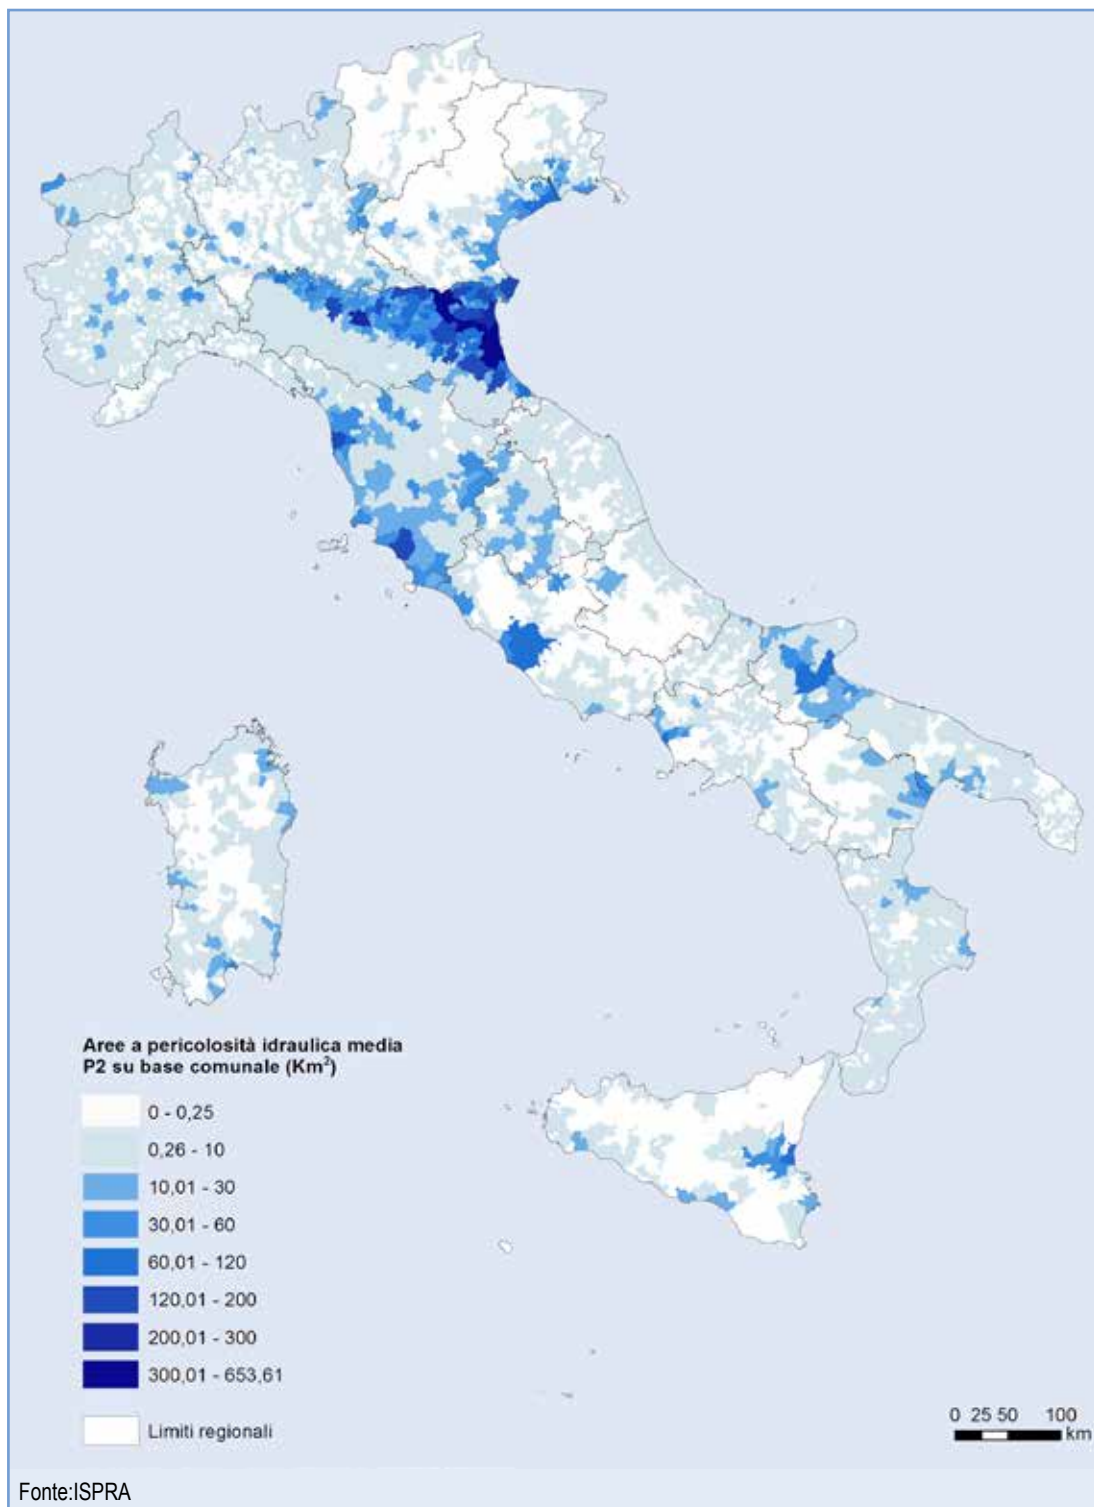 Aree a pericolosità idraulica media
P2 su base comunale (Km²)
0 - 0,25
0,26 - 10
10,01 - 30
30,01 - 60
60,01 - 120
120,01 - 200
200,01 - 300
300,01 - 653,61
Limiti regionali
0 25 50 100
km
Fonte:ISPRA